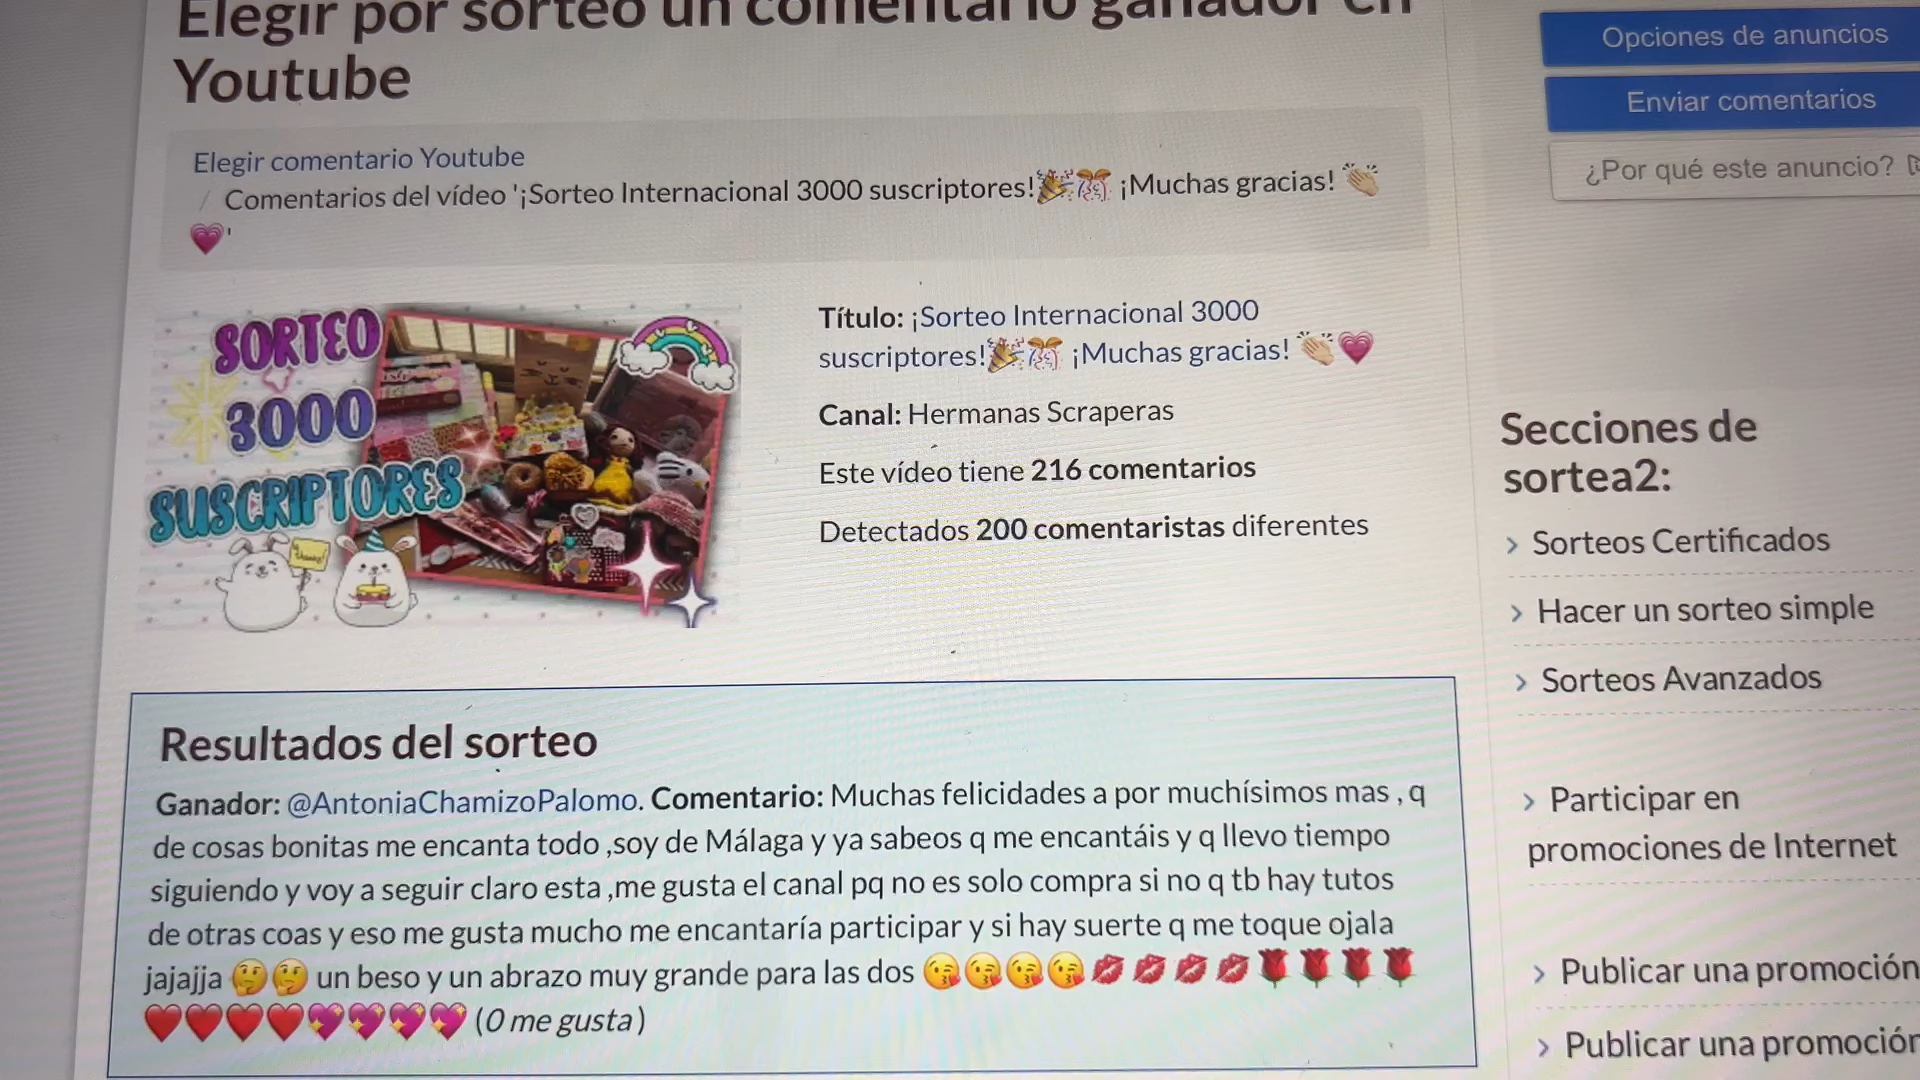 Elegir por sorteo un comentario ganador en
Youtube
Elegir comentario Youtube
/ Comentarios del vídeo '¡Sorteo Internacional 3000 suscriptores!🎉🎊 ¡Muchas gracias! 👏🏼
💗'
SORTEO
3000
SUSCRIPTORES
Título: ¡Sorteo Internacional 3000
suscriptores!🎉🎊 ¡Muchas gracias! 👏🏼💗
Canal: Hermanas Scraperas
Este vídeo tiene 216 comentarios
Detectados 200 comentaristas diferentes
Resultados del sorteo
Ganador: @AntoniaChamizoPalomo. Comentario: Muchas felicidades a por muchísimos mas , q
de cosas bonitas me encanta todo ,soy de Málaga y ya sabeos q me encantáis y q llevo tiempo
siguiendo y voy a seguir claro esta ,me gusta el canal pq no es solo compra si no q tb hay tutos
de otras coas y eso me gusta mucho me encantaría participar y si hay suerte q me toque ojala
jajajja 🤔🤔 un beso y un abrazo muy grande para las dos 😘😘😘😘💋💋💋💋🌹🌹🌹🌹
❤️❤️❤️❤️💖💖💖💖 (0 me gusta)
Opciones de anuncios
Enviar comentarios
¿Por qué este anuncio?
Secciones de
sortea2:
> Sorteos Certificados
> Hacer un sorteo simple
> Sorteos Avanzados
> Participar en
promociones de Internet
> Publicar una promoción
> Publicar una promoción